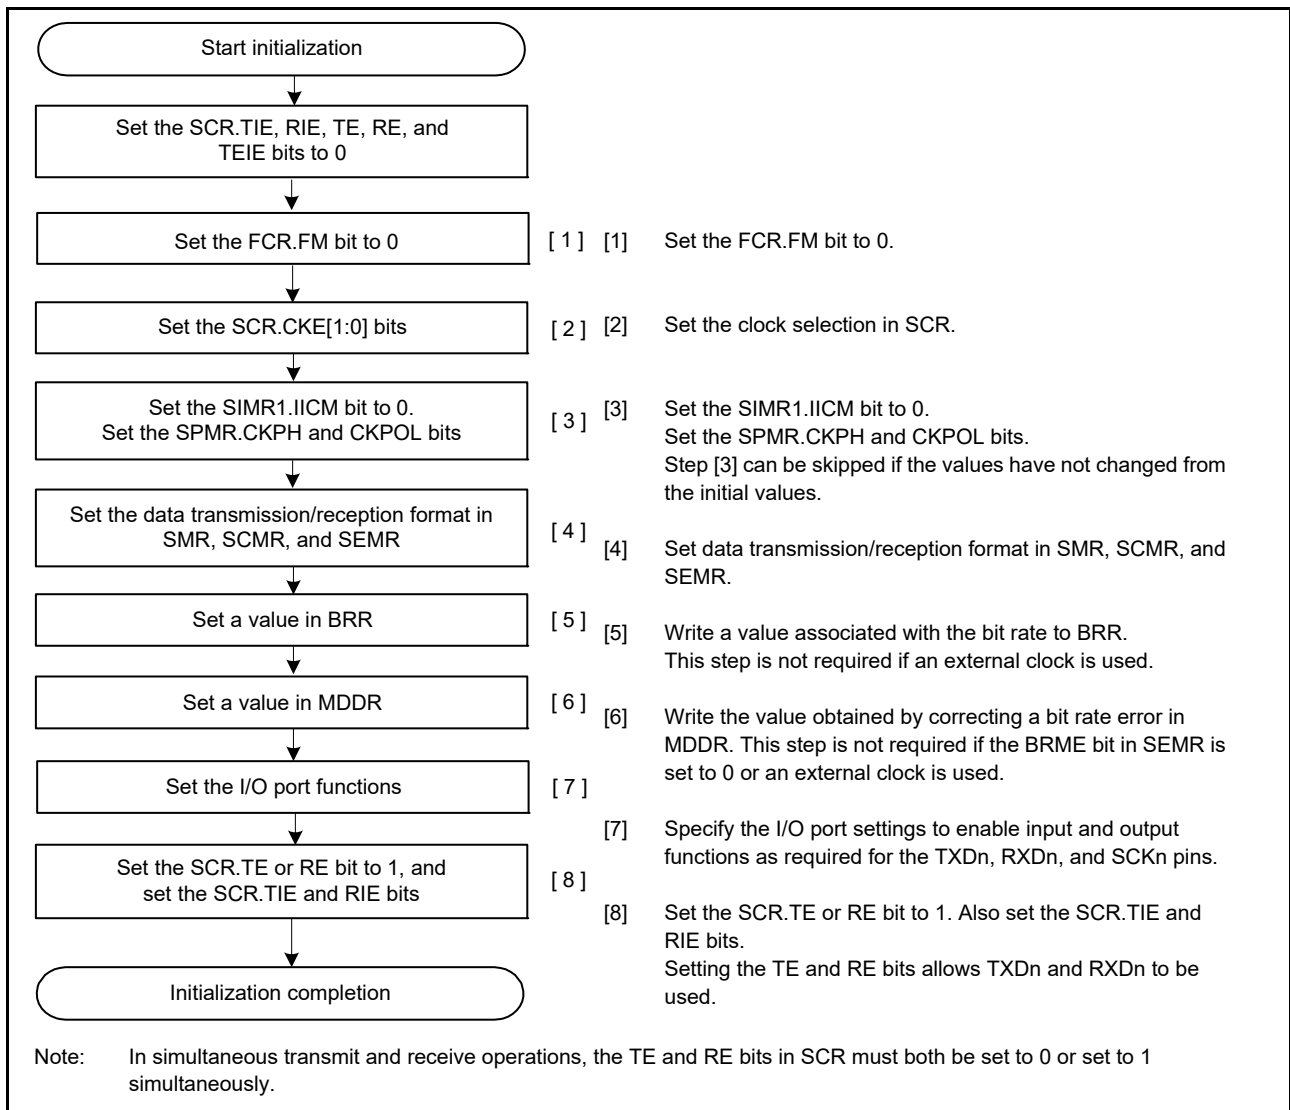 Start initialization
Set the SCR.TIE, RIE, TE, RE, and
TEIE bits to 0
Set the FCR.FM bit to 0
[ 1 ]
[1] Set the FCR.FM bit to 0.
Set the SCR.CKE[1:0] bits
[ 2 ]
[2] Set the clock selection in SCR.
Set the SIMR1.IICM bit to 0.
Set the SPMR.CKPH and CKPOL bits
[ 3 ]
[3] Set the SIMR1.IICM bit to 0.
Set the SPMR.CKPH and CKPOL bits.
Step [3] can be skipped if the values have not changed from
the initial values.
Set the data transmission/reception format in
SMR, SCMR, and SEMR
[ 4 ]
[4] Set data transmission/reception format in SMR, SCMR, and
SEMR.
Set a value in BRR
[ 5 ]
[5] Write a value associated with the bit rate to BRR.
This step is not required if an external clock is used.
Set a value in MDDR
[ 6 ]
[6] Write the value obtained by correcting a bit rate error in
MDDR. This step is not required if the BRME bit in SEMR is
set to 0 or an external clock is used.
Set the I/O port functions
[ 7 ]
[7] Specify the I/O port settings to enable input and output
functions as required for the TXDn, RXDn, and SCKn pins.
Set the SCR.TE or RE bit to 1, and
set the SCR.TIE and RIE bits
[ 8 ]
[8] Set the SCR.TE or RE bit to 1. Also set the SCR.TIE and
RIE bits.
Setting the TE and RE bits allows TXDn and RXDn to be
used.
Initialization completion
Note: In simultaneous transmit and receive operations, the TE and RE bits in SCR must both be set to 0 or set to 1
simultaneously.